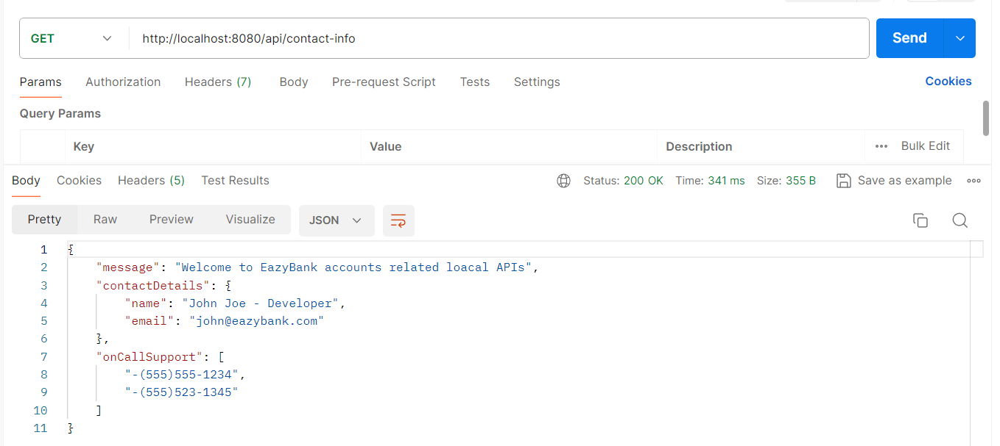 GET http://localhost:8080/api/contact-info Send
Params Authorization Headers (7) Body Pre-request Script Tests Settings Cookies
Query Params
Key Value Description ••• Bulk Edit
Body Cookies Headers (5) Test Results Status: 200 OK Time: 341 ms Size: 355 B Save as example
Pretty Raw Preview Visualize JSON
1 {
2 "message": "Welcome to EazyBank accounts related loacal APIs",
3 "contactDetails": {
4 "name": "John Joe - Developer",
5 "email": "john@eazybank.com"
6 },
7 "onCallSupport": [
8 "-(555)555-1234",
9 "-(555)523-1345"
10 ]
11 }